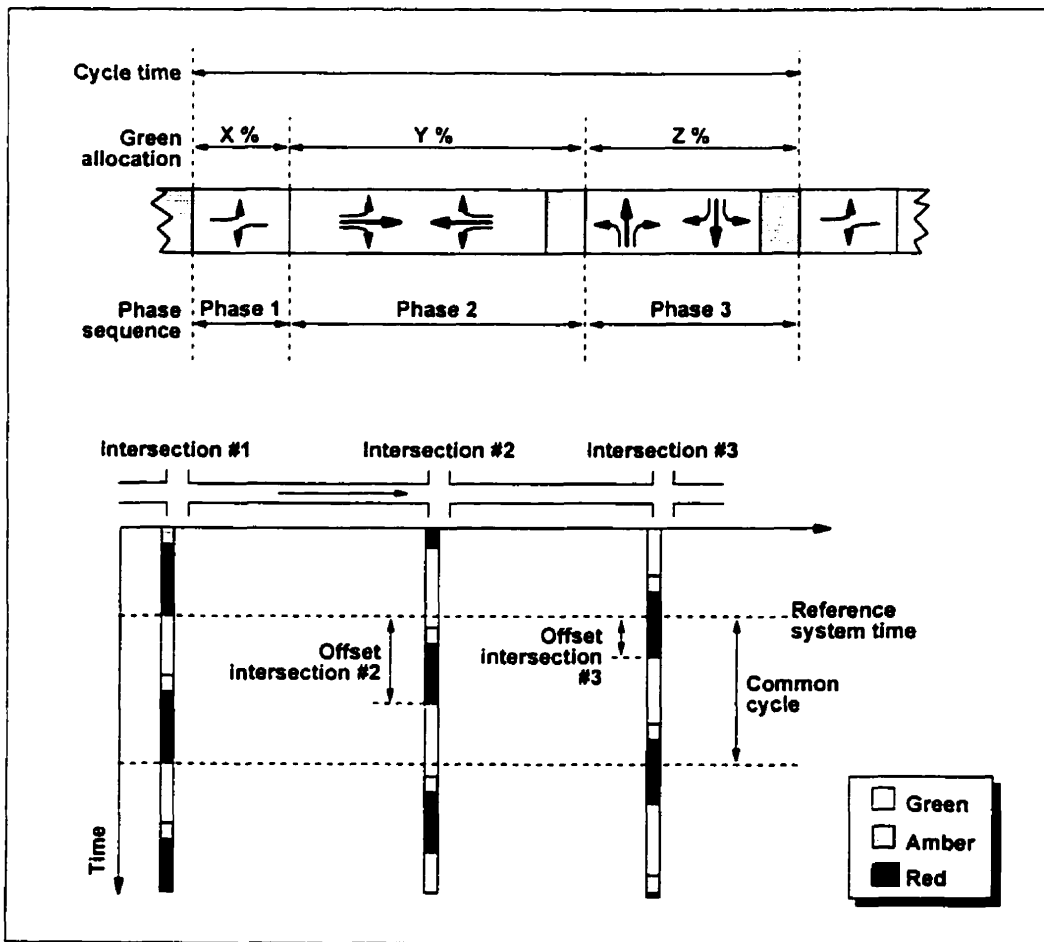 Cycle time
Green
allocation
X %
Y %
Z %
Phase
sequence
Phase 1
Phase 2
Phase 3
Intersection #1
Intersection #2
Intersection #3
Reference
system time
Offset
intersection #2
Offset
intersection
#3
Common
cycle
Time
Green
Amber
Red